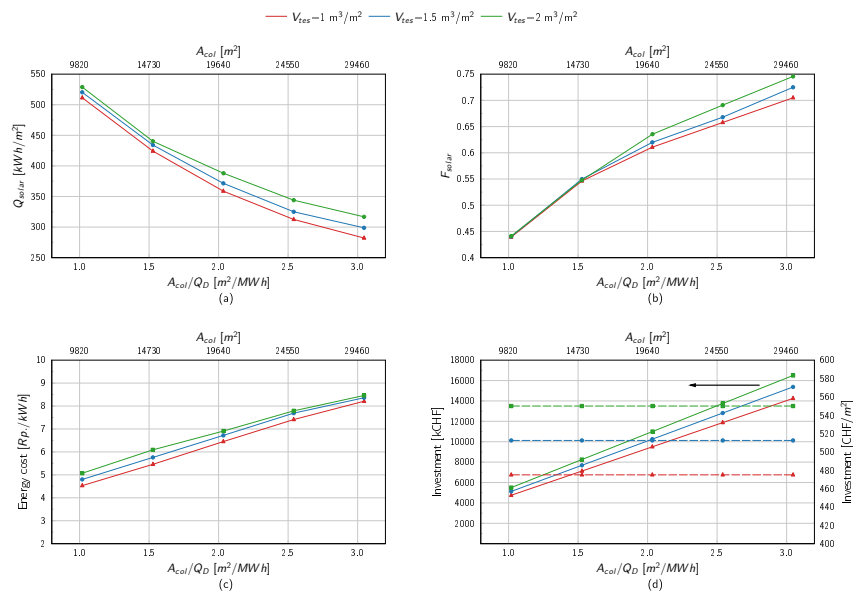 V_tes−1 m³/m² V_tes−1.5 m³/m² V_tes−2 m³/m²
A_col [m²]
9820 14730 19640 24550 29460
550
500
450
400
350
300
250
Q_solar [kWh/m²]
1.0 1.5 2.0 2.5 3.0
A_col/Q_D [m²/MWh]
(a)
A_col [m²]
9820 14730 19640 24550 29460
0.75
0.7
0.65
0.6
0.55
0.5
0.45
0.4
F_solar
1.0 1.5 2.0 2.5 3.0
A_col/Q_D [m²/MWh]
(b)
A_col [m²]
9820 14730 19640 24550 29460
10
9
8
7
6
5
4
3
2
Energy cost [Rp./kWh]
1.0 1.5 2.0 2.5 3.0
A_col/Q_D [m²/MWh]
(c)
A_col [m²]
9820 14730 19640 24550 29460
18000
16000
14000
12000
10000
8000
6000
4000
2000
Investment [kCHF]
600
580
560
540
520
500
480
460
440
420
400
Investment [CHF/m²]
1.0 1.5 2.0 2.5 3.0
A_col/Q_D [m²/MWh]
(d)